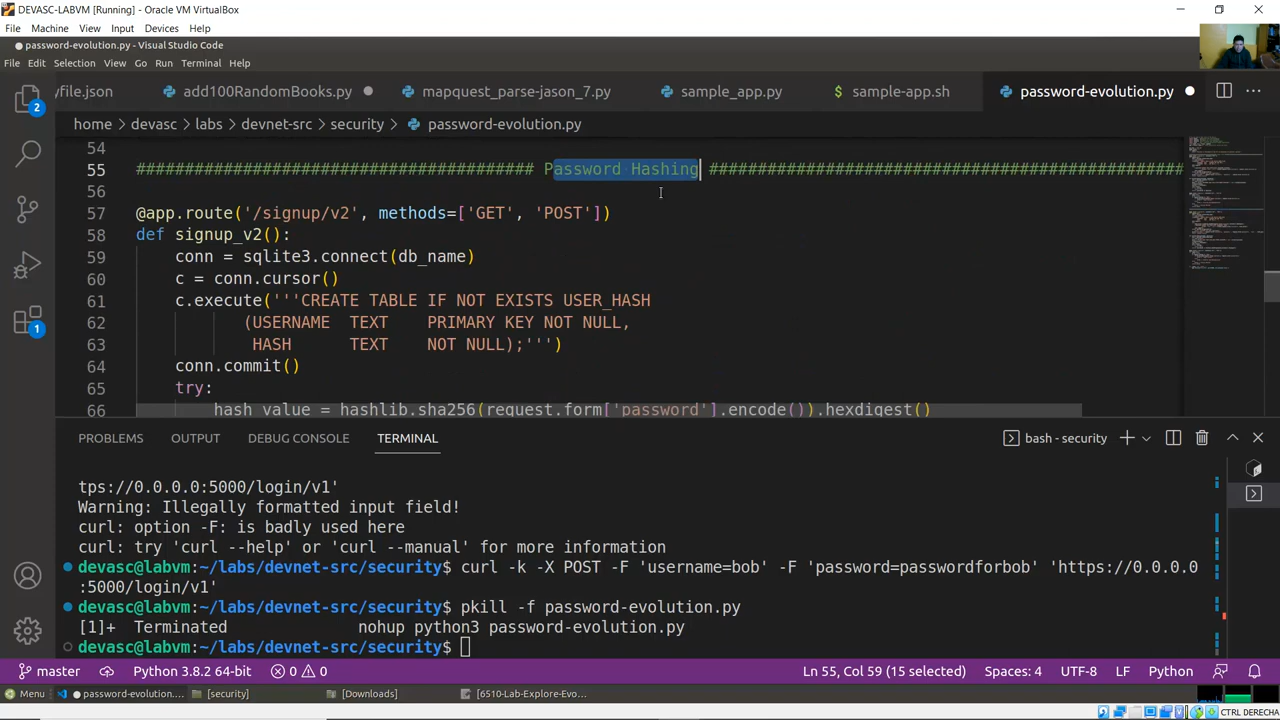 DEVASC-LABVM [Running] - Oracle VM VirtualBox
File Machine View Input Devices Help
password-evolution.py - Visual Studio Code
File Edit Selection View Go Run Terminal Help
yfile.json add100RandomBooks.py mapquest_parse-jason_7.py sample_app.py sample-app.sh password-evolution.py
home > devasc > labs > devnet-src > security > password-evolution.py
54
55 ########################################## Password Hashing #################################################
56
57 @app.route('/signup/v2', methods=['GET', 'POST'])
58 def signup_v2():
59 conn = sqlite3.connect(db_name)
60 c = conn.cursor()
61 c.execute('''CREATE TABLE IF NOT EXISTS USER_HASH
62 (USERNAME TEXT PRIMARY KEY NOT NULL,
63 HASH TEXT NOT NULL);''')
64 conn.commit()
65 try:
66 hash_value = hashlib.sha256(request.form['password'].encode()).hexdigest()
2
1
PROBLEMS OUTPUT DEBUG CONSOLE TERMINAL
bash - security
tps://0.0.0.0:5000/login/v1'
Warning: Illegally formatted input field!
curl: option -F: is badly used here
curl: try 'curl --help' or 'curl --manual' for more information
devasc@labvm:~/labs/devnet-src/security$ curl -k -X POST -F 'username=bob' -F 'password=passwordforbob' 'https://0.0.0.0
:5000/login/v1'
devasc@labvm:~/labs/devnet-src/security$ pkill -f password-evolution.py
[1]+ Terminated nohup python3 password-evolution.py
devasc@labvm:~/labs/devnet-src/security$
master Python 3.8.2 64-bit 0 0 Ln 55, Col 59 (15 selected) Spaces: 4 UTF-8 LF Python
Menu password-evolution.... [security] [Downloads] [6510-Lab-Explore-Evo...
CTRL DERECHA